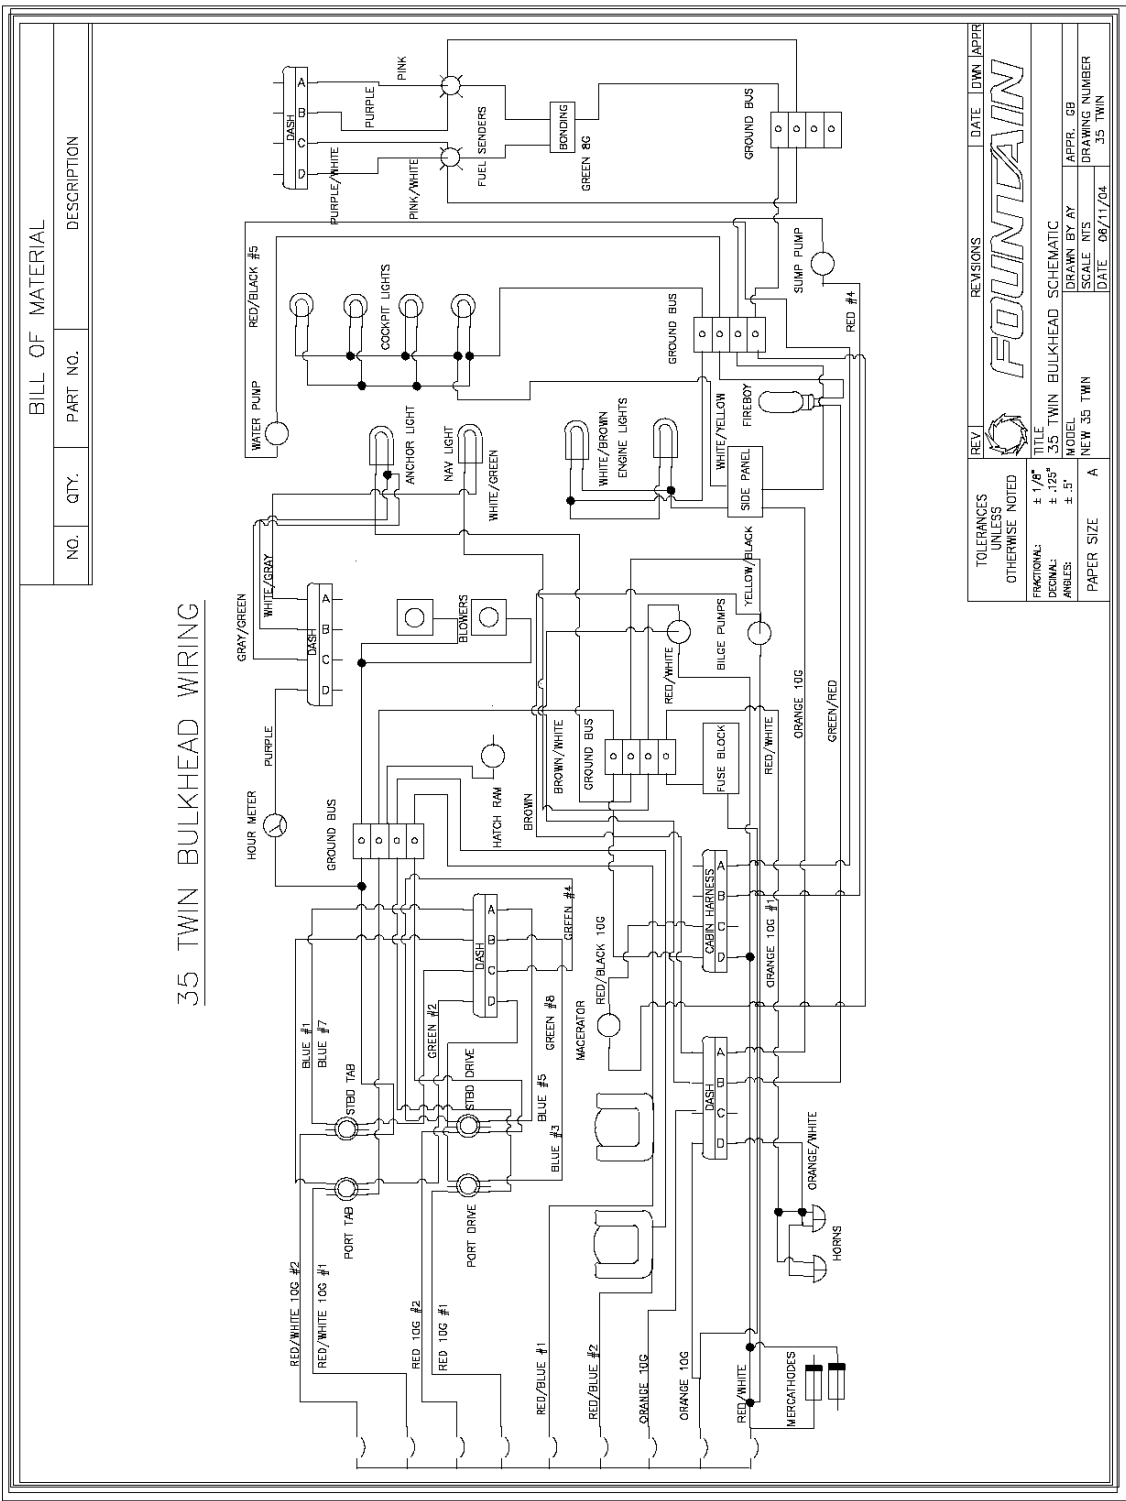 BILL OF MATERIAL
NO.
QTY.
PART NO.
DESCRIPTION
35 TWIN BULKHEAD WIRING
DASH
A
B
C
D
PURPLE
PINK
PURPLE/WHITE
PINK/WHITE
FUEL SENDERS
BONDING
GREEN 8G
GROUND BUS
RED/BLACK #5
WATER PUMP
COCKPIT LIGHTS
GROUND BUS
SUMP PUMP
RED #4
ANCHOR LIGHT
NAV LIGHT
WHITE/GREEN
WHITE/BROWN
ENGINE LIGHTS
WHITE/YELLOW
FIREBOY
SIDE PANEL
GRAY/GREEN
WHITE/GRAY
DASH
A
B
C
D
BLOWERS
YELLOW/BLACK
BILGE PUMPS
RED/WHITE
ORANGE 10G
GREEN/RED
PURPLE
HOUR METER
GROUND BUS
HATCH RAM
BROWN
BROWN/WHITE
GROUND BUS
FUSE BLOCK
RED/WHITE
BLUE #1
BLUE #7
GREEN #2
DASH
A
B
C
D
GREEN #4
GREEN #8
MACERATOR
RED/BLACK 10G
CABIN HARNESS
A
B
C
D
ORANGE 10G #1
STBD TAB
STBD DRIVE
BLUE #5
BLUE #3
PORT TAB
PORT DRIVE
DASH
A
B
C
D
ORANGE/WHITE
HORNS
RED/WHITE 10G #2
RED/WHITE 10G #1
RED 10G #2
RED 10G #1
RED/BLUE #1
RED/BLUE #2
ORANGE 10G
ORANGE 10G
RED/WHITE
MERCATHODES
TOLERANCES
UNLESS
OTHERWISE NOTED
FRACTIONAL: ± 1/8"
DECIMAL: ± .125"
ANGLES: ± .5°
PAPER SIZE A
REV
REVISIONS
DATE
DWN
APPR
FOUNTAIN
TITLE
35 TWIN BULKHEAD SCHEMATIC
MODEL
NEW 35 TWN
DRAWN BY AY
APPR. GB
SCALE NTS
DATE 06/11/04
DRAWING NUMBER
35 TWIN